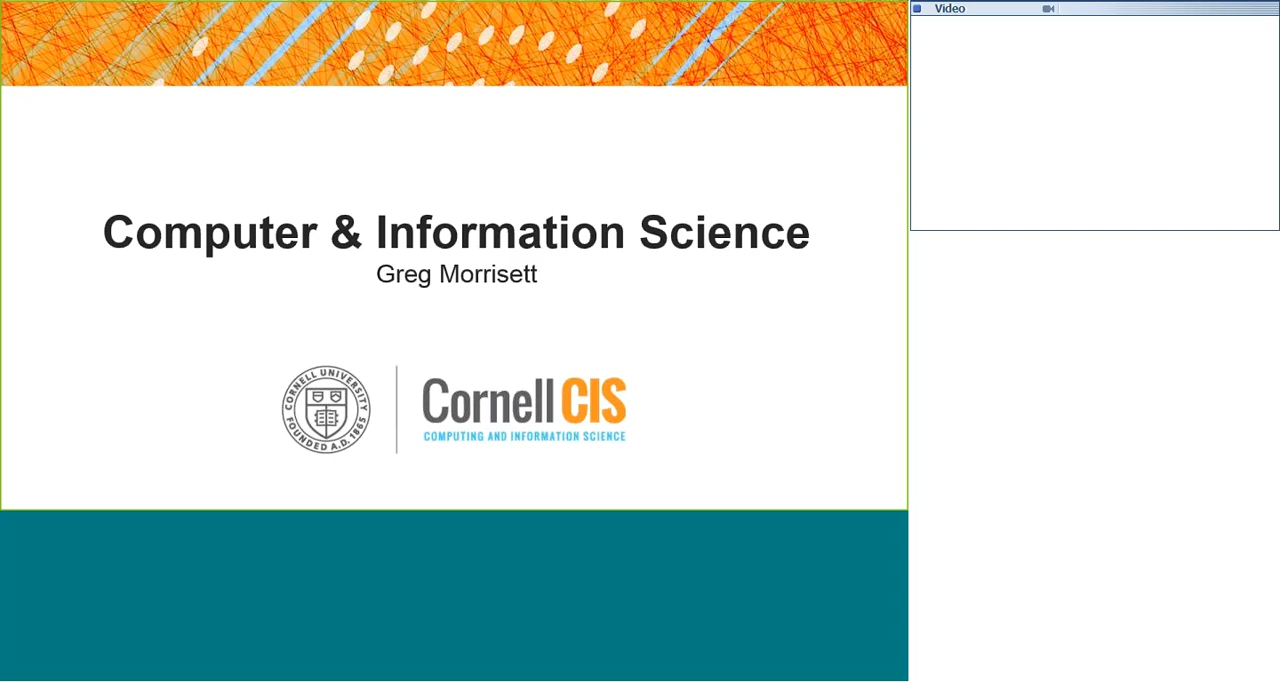 Video
Computer & Information Science
Greg Morrisett
CORNELL UNIVERSITY
FOUNDED A.D. 1865
Cornell CIS
COMPUTING AND INFORMATION SCIENCE